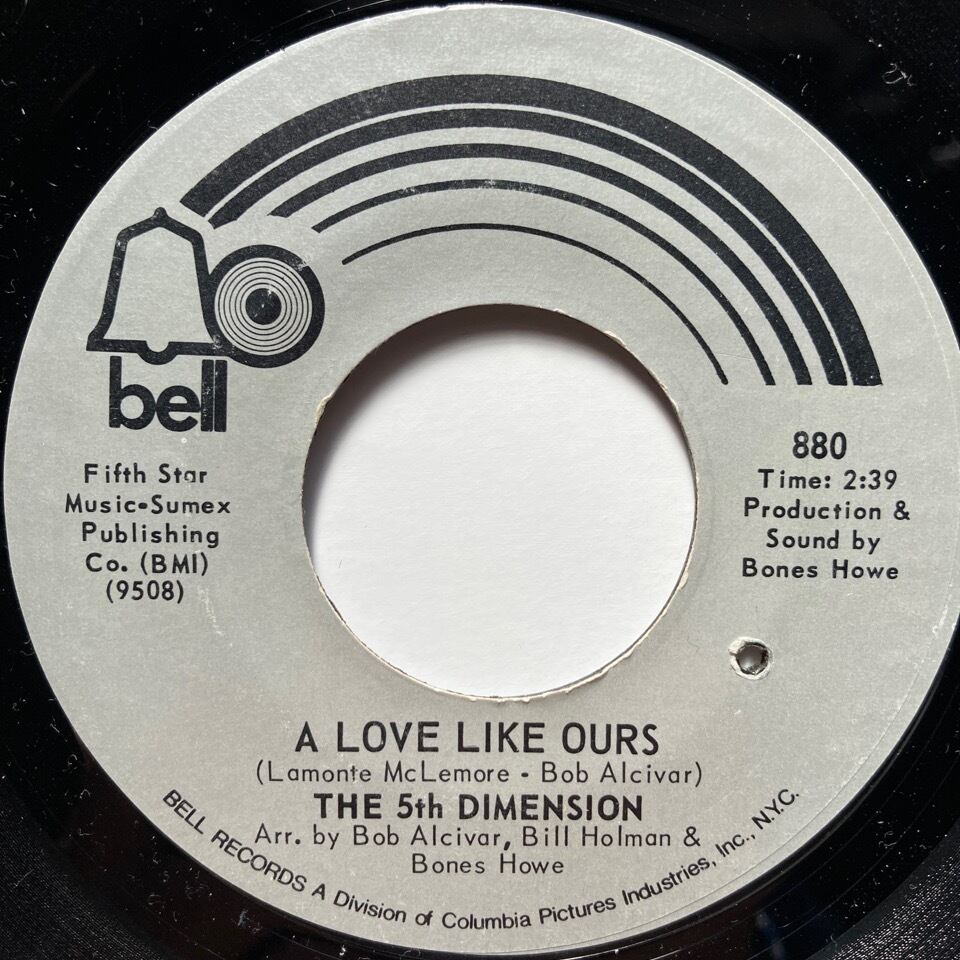 bell
Fifth Star
Music-Sumex
Publishing
Co. (BMI)
(9508)
880
Time: 2:39
Production &
Sound by
Bones Howe
A LOVE LIKE OURS
(Lamonte McLemore - Bob Alcivar)
THE 5th DIMENSION
Arr. by Bob Alcivar, Bill Holman &
Bones Howe
BELL RECORDS A Division of Columbia Pictures Industries, Inc., N.Y.C.